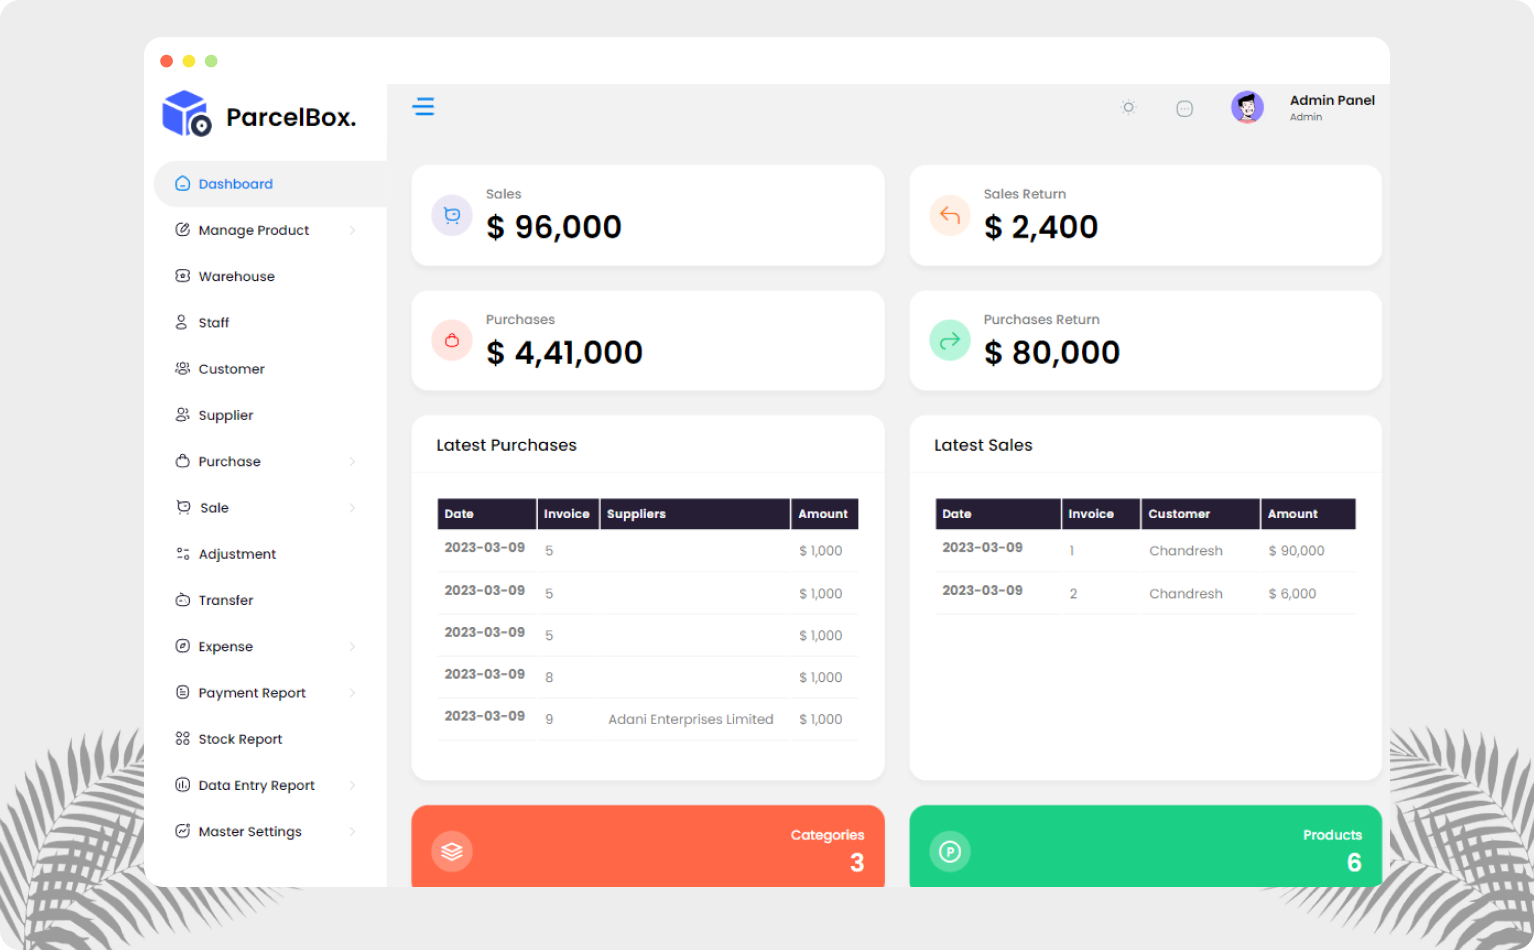 ParcelBox.
Admin Panel
Admin
Dashboard
Manage Product
Warehouse
Staff
Customer
Supplier
Purchase
Sale
Adjustment
Transfer
Expense
Payment Report
Stock Report
Data Entry Report
Master Settings
Sales
$ 96,000
Sales Return
$ 2,400
Purchases
$ 4,41,000
Purchases Return
$ 80,000
Latest Purchases
Date Invoice Suppliers Amount
2023-03-09 5 $ 1,000
2023-03-09 5 $ 1,000
2023-03-09 5 $ 1,000
2023-03-09 8 $ 1,000
2023-03-09 9 Adani Enterprises Limited $ 1,000
Latest Sales
Date Invoice Customer Amount
2023-03-09 1 Chandresh $ 90,000
2023-03-09 2 Chandresh $ 6,000
Categories
3
P
Products
6